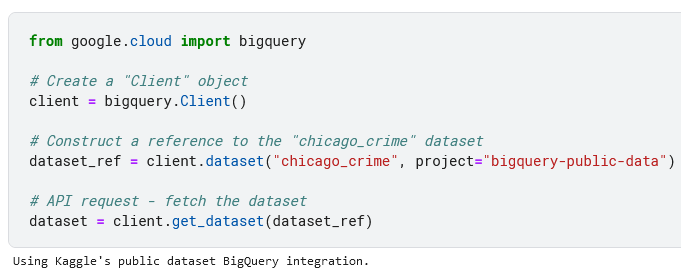 from google.cloud import bigquery
# Create a "Client" object
client = bigquery.Client()
# Construct a reference to the "chicago_crime" dataset
dataset_ref = client.dataset("chicago_crime", project="bigquery-public-data")
# API request - fetch the dataset
dataset = client.get_dataset(dataset_ref)
Using Kaggle's public dataset BigQuery integration.